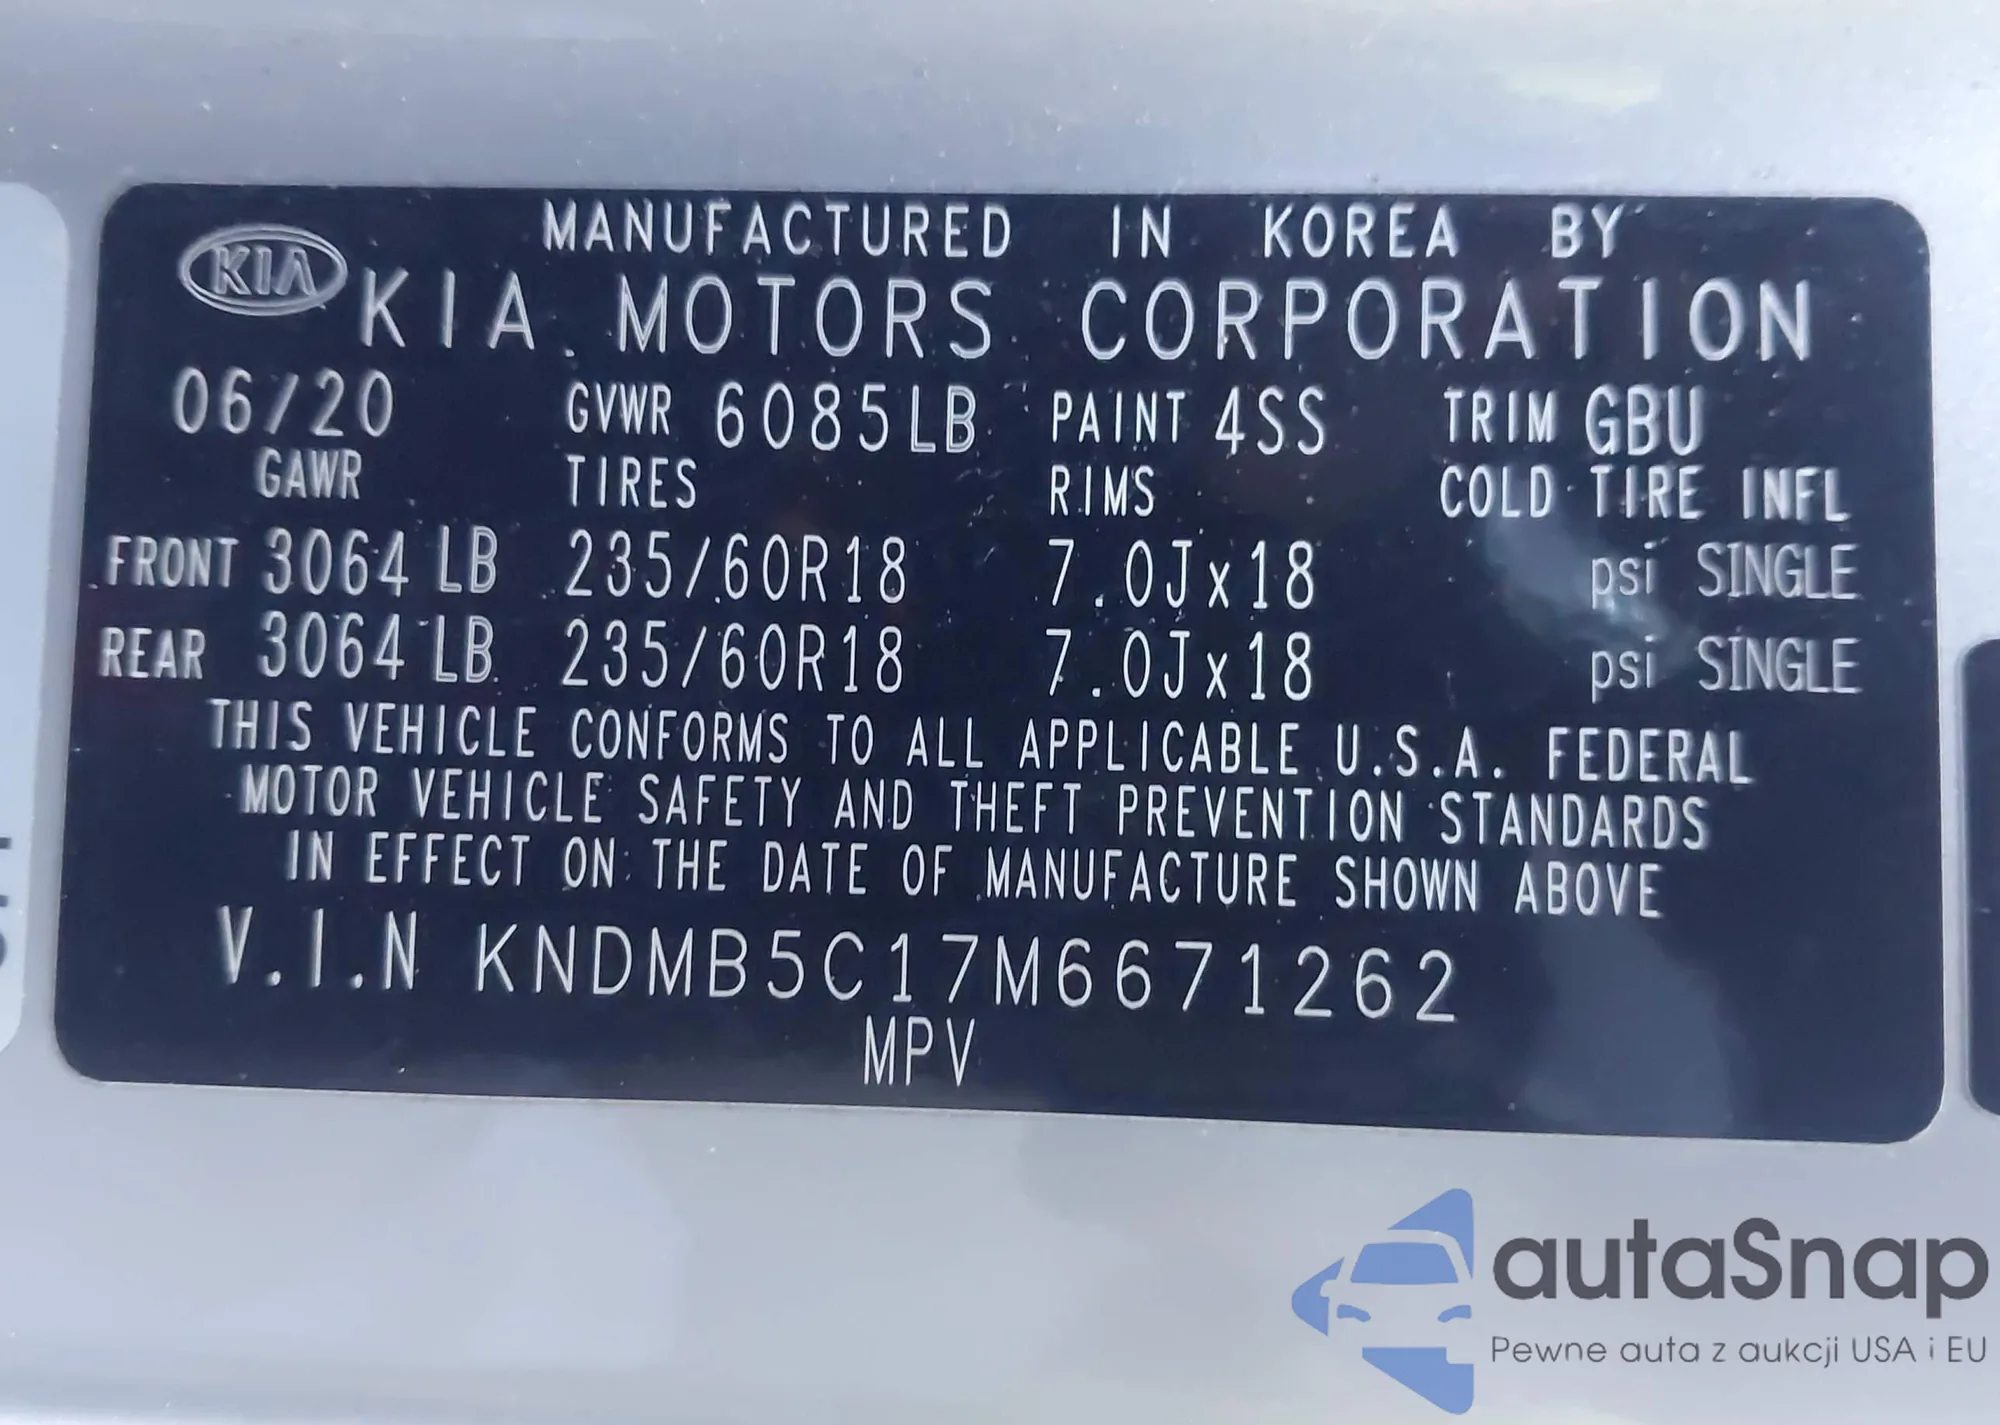 MANUFACTURED IN KOREA BY
KIA KIA MOTORS CORPORATION
06/20 GVWR 6085LB PAINT 4SS TRIM GBU
GAWR TIRES RIMS COLD TIRE INFL
FRONT 3064 LB 235/60R18 7.0Jx18 psi SINGLE
REAR 3064 LB 235/60R18 7.0Jx18 psi SINGLE
THIS VEHICLE CONFORMS TO ALL APPLICABLE U.S.A. FEDERAL
MOTOR VEHICLE SAFETY AND THEFT PREVENTION STANDARDS
IN EFFECT ON THE DATE OF MANUFACTURE SHOWN ABOVE
V.I.N KNDMB5C17M6671262
MPV
autoSnap
Pewne auta z aukcji USA i EU